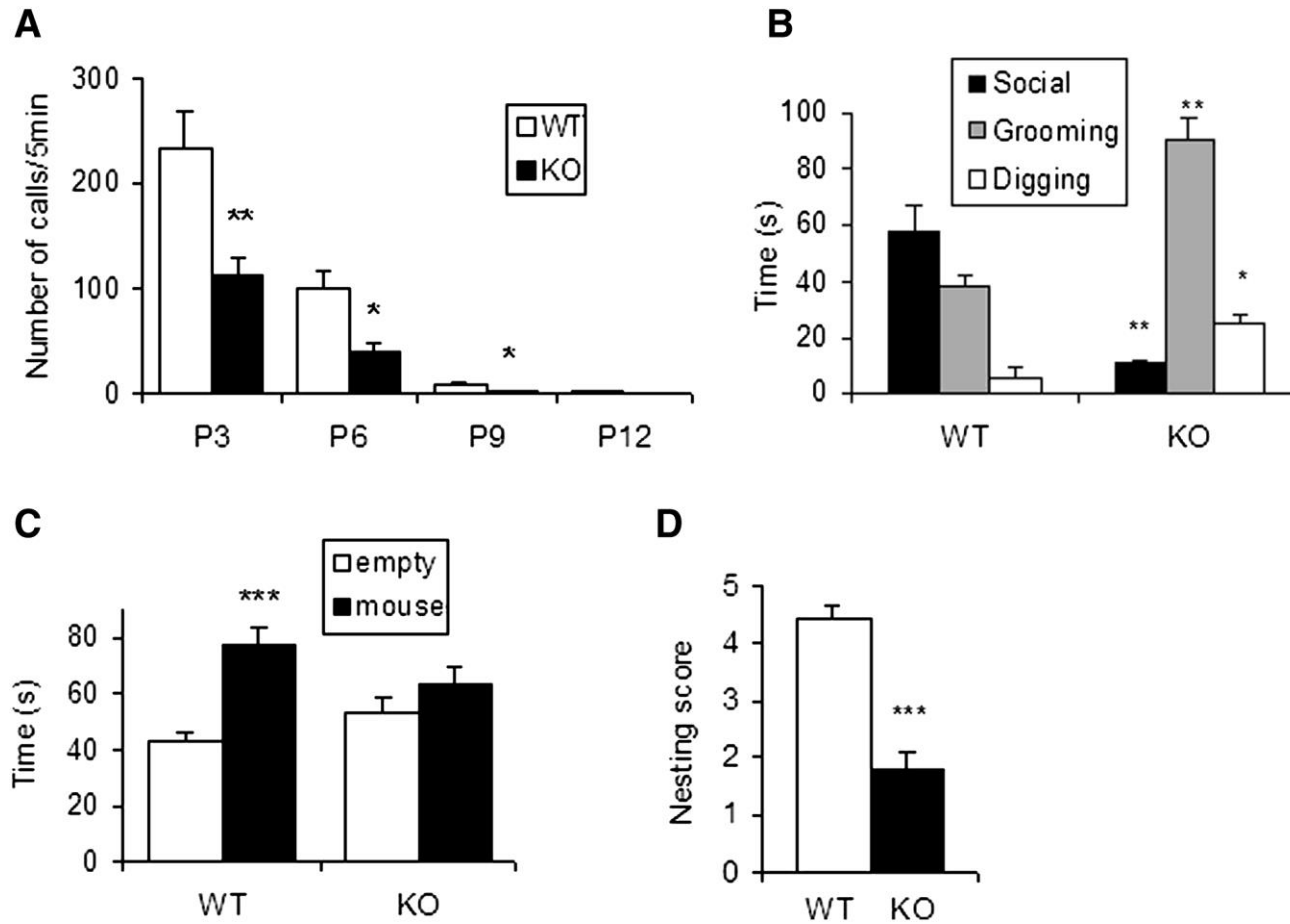 A
Number of calls/5min
300
200
100
0
WT
KO
**
*
*
P3 P6 P9 P12
B
Time (s)
100
80
60
40
20
0
Social
Grooming
Digging
**
**
*
WT KO
C
Time (s)
80
60
40
20
0
empty
mouse
***
WT KO
D
Nesting score
5
4
3
2
1
0
***
WT KO